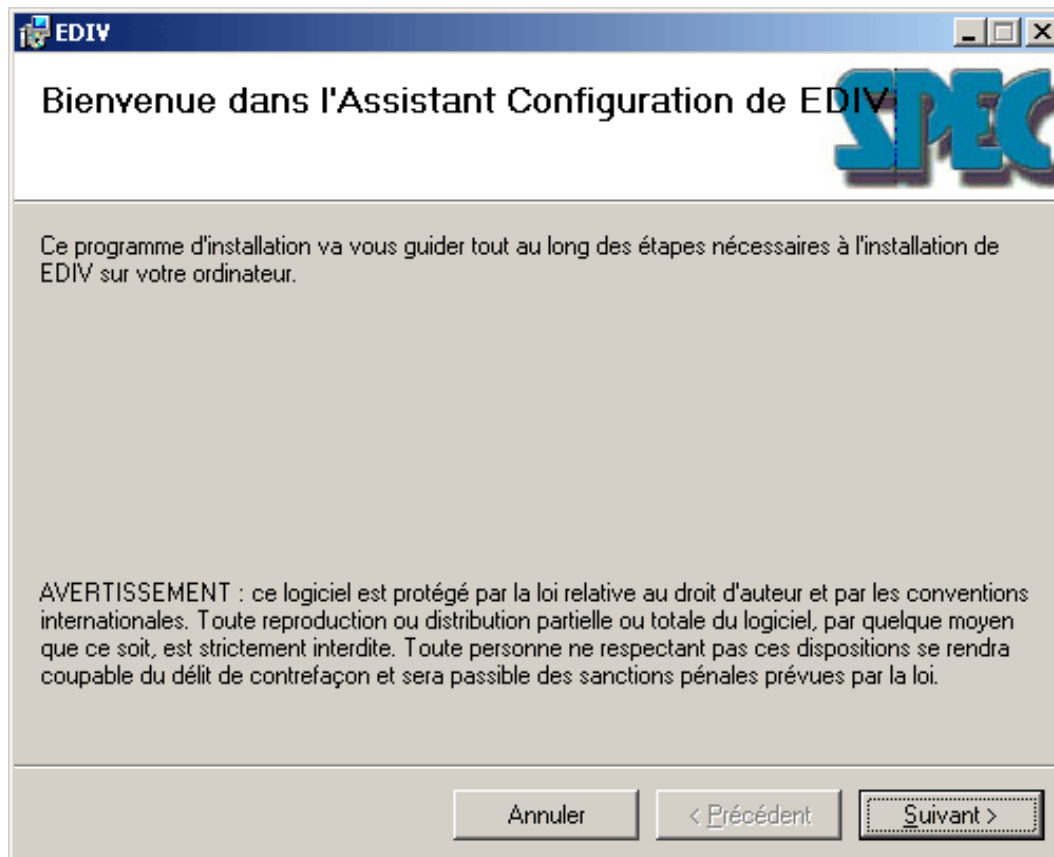 EDIV
Bienvenue dans l'Assistant Configuration de EDIV
SPEC
Ce programme d'installation va vous guider tout au long des étapes nécessaires à l'installation de
EDIV sur votre ordinateur.
AVERTISSEMENT : ce logiciel est protégé par la loi relative au droit d'auteur et par les conventions
internationales. Toute reproduction ou distribution partielle ou totale du logiciel, par quelque moyen
que ce soit, est strictement interdite. Toute personne ne respectant pas ces dispositions se rendra
coupable du délit de contrefaçon et sera passible des sanctions pénales prévues par la loi.
Annuler
< Précédent
Suivant >